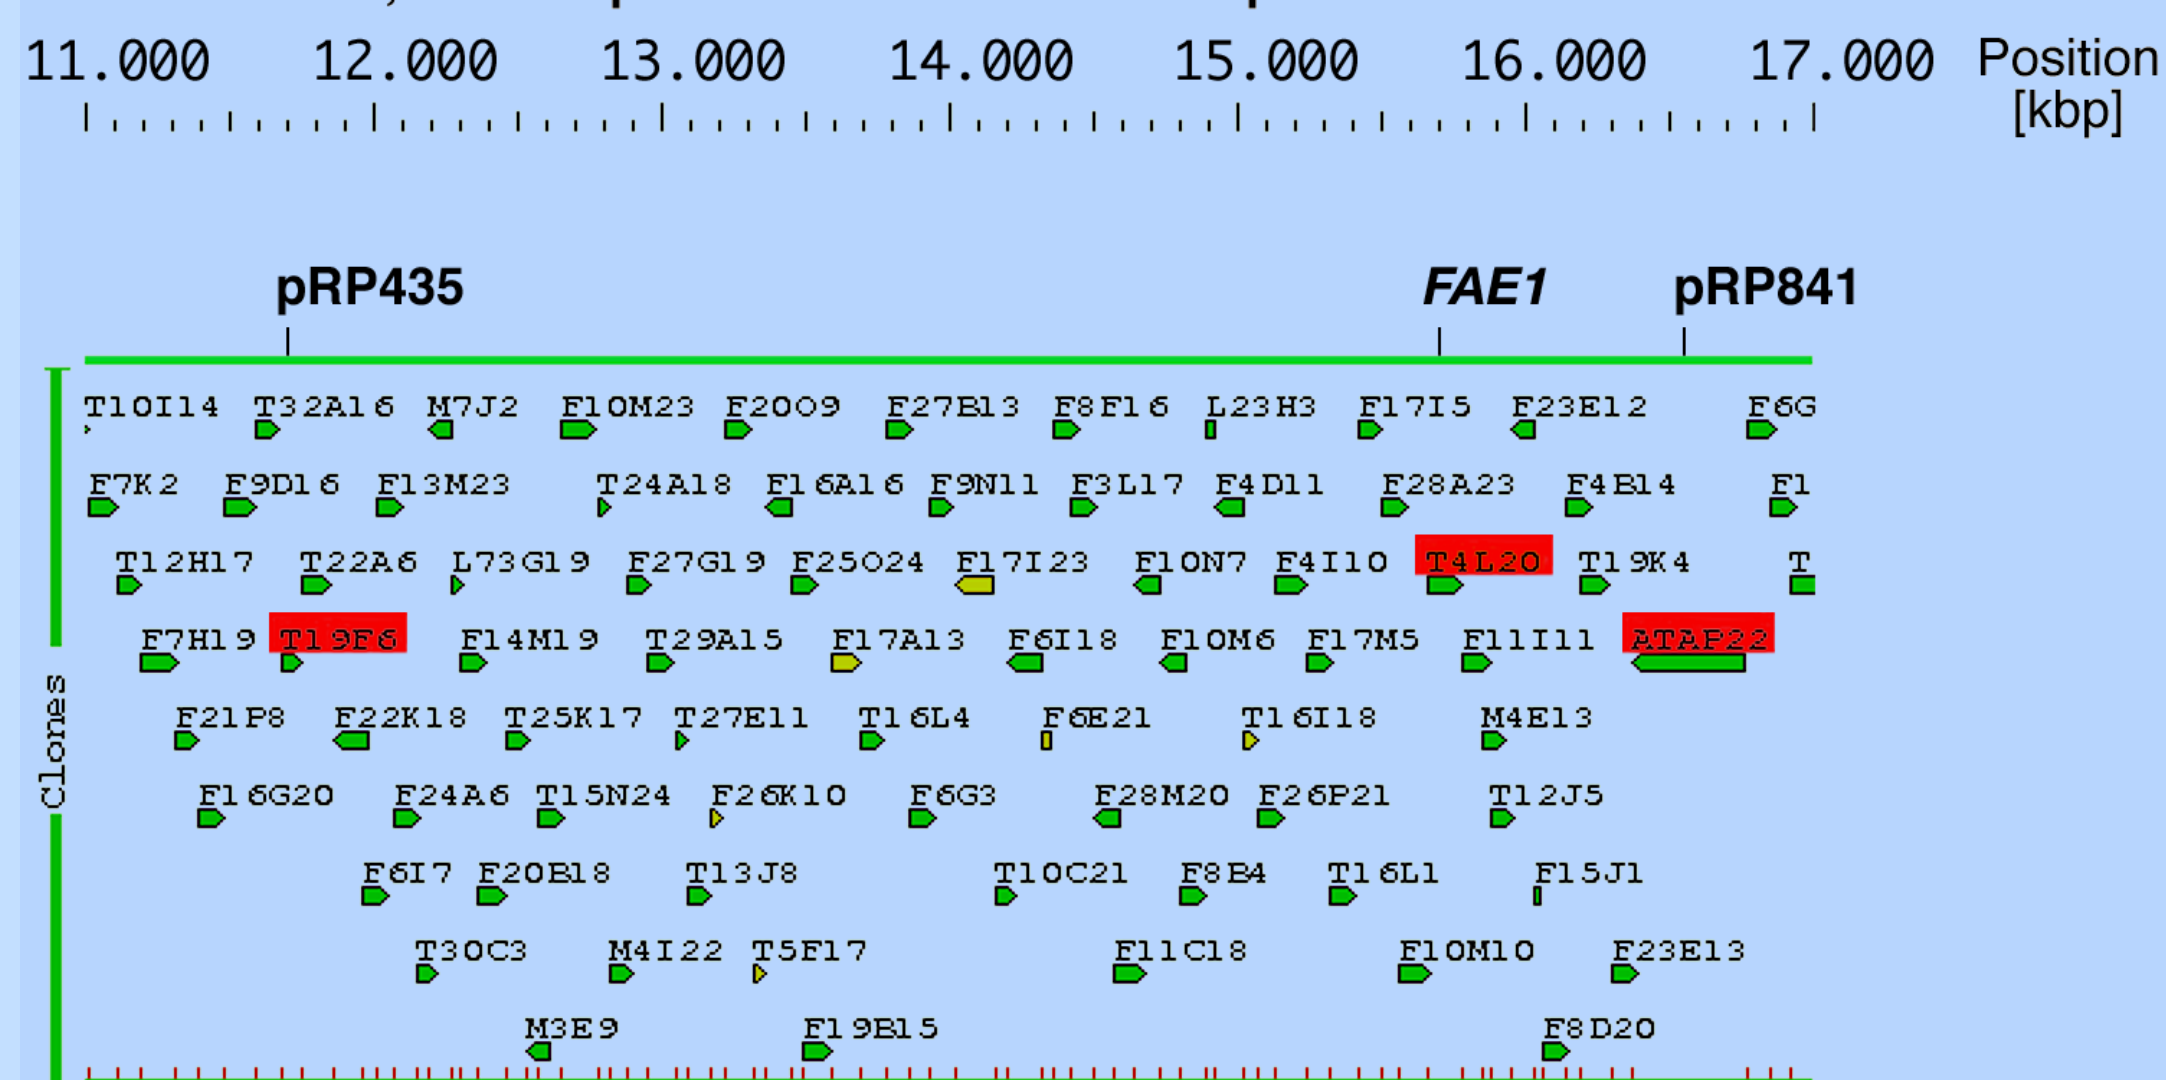 11.000 12.000 13.000 14.000 15.000 16.000 17.000 Position
[kbp]
pRP435 FAE1 pRP841
T10I14 T32A16 M7J2 F10M23 F20O9 F27B13 F8F16 L23H3 F17I5 F23E12 F6G
F7K2 F9D16 F13M23 T24A18 F16A16 F9N11 F3L17 F4D11 F28A23 F4B14 F1
T12H17 T22A6 L73G19 F27G19 F25O24 F17I23 F10N7 F4I10 T4L20 T19K4 T
F7H19 T19F6 F14M19 T29A15 F17A13 F6I18 F10M6 F17M5 F11I11 ATAP22
F21P8 F22K18 T25K17 T27E11 T16L4 F6E21 T16I18 M4E13
F16G20 F24A6 T15N24 F26K10 F6G3 F28M20 F26P21 T12J5
F6I7 F20B18 T13J8 T10C21 F8B4 T16L1 F15J1
T30C3 M4I22 T5F17 F11C18 F10M10 F23E13
M3E9 F19B15 F8D20
Clones